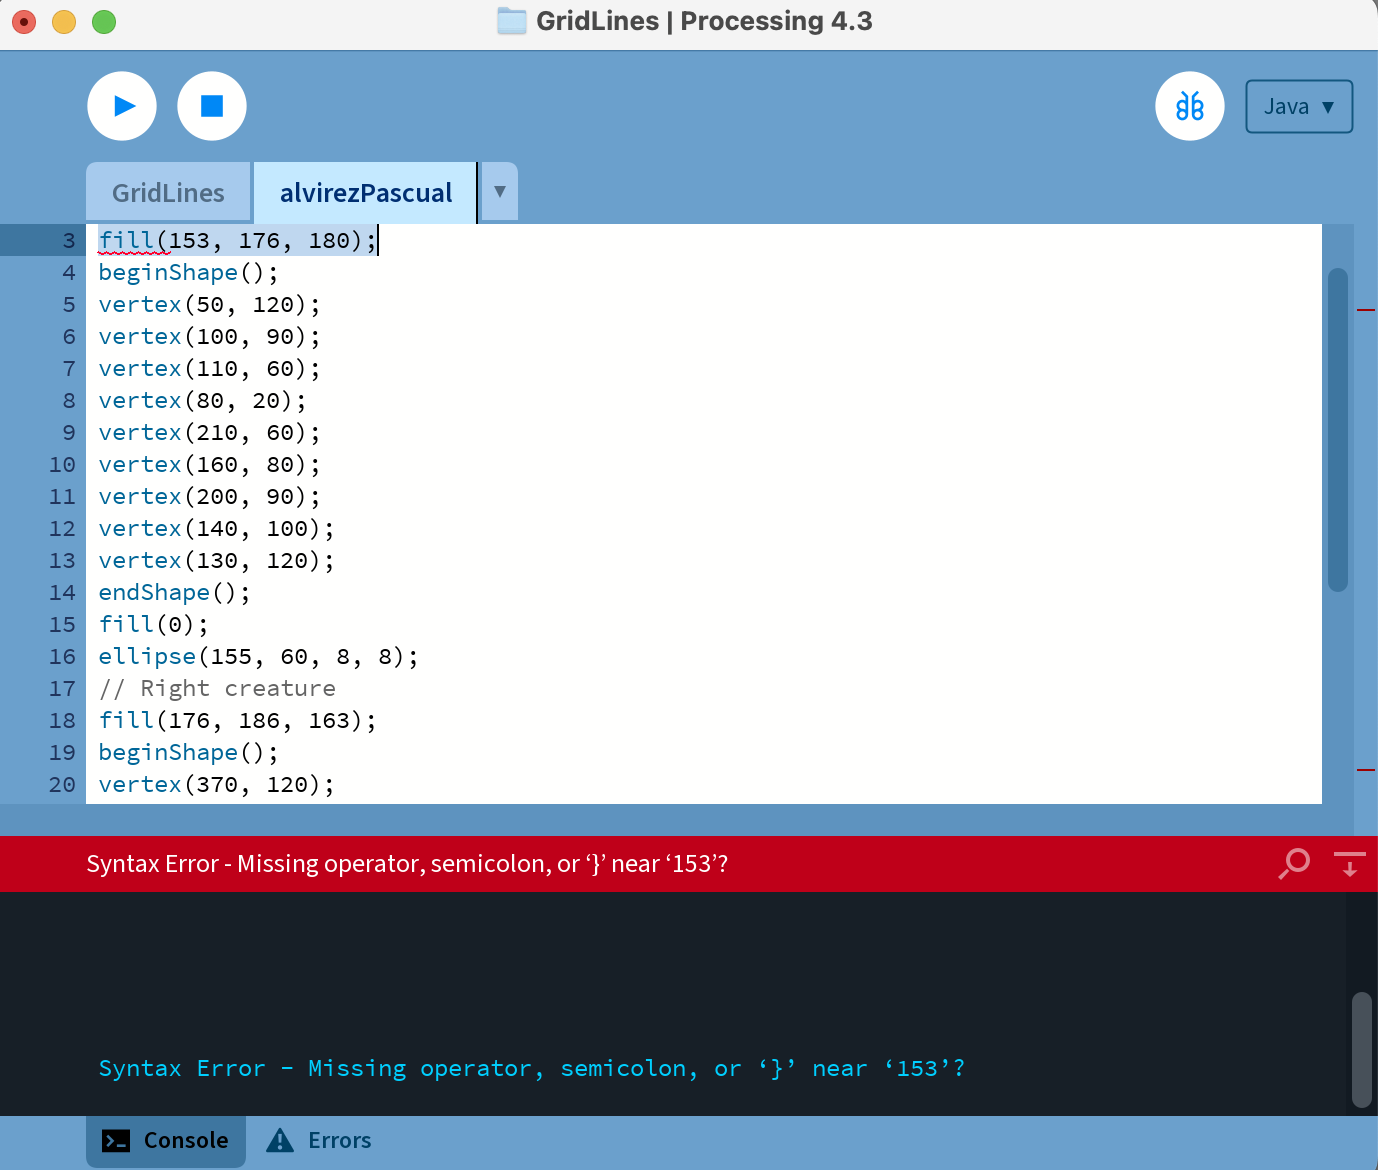 GridLines | Processing 4.3
Java ▼
GridLines
alvirezPascual
▼
3 fill(153, 176, 180);
4 beginShape();
5 vertex(50, 120);
6 vertex(100, 90);
7 vertex(110, 60);
8 vertex(80, 20);
9 vertex(210, 60);
10 vertex(160, 80);
11 vertex(200, 90);
12 vertex(140, 100);
13 vertex(130, 120);
14 endShape();
15 fill(0);
16 ellipse(155, 60, 8, 8);
17 // Right creature
18 fill(176, 186, 163);
19 beginShape();
20 vertex(370, 120);
Syntax Error - Missing operator, semicolon, or ‘}’ near ‘153’?
Syntax Error - Missing operator, semicolon, or ‘}’ near ‘153’?
Console
Errors